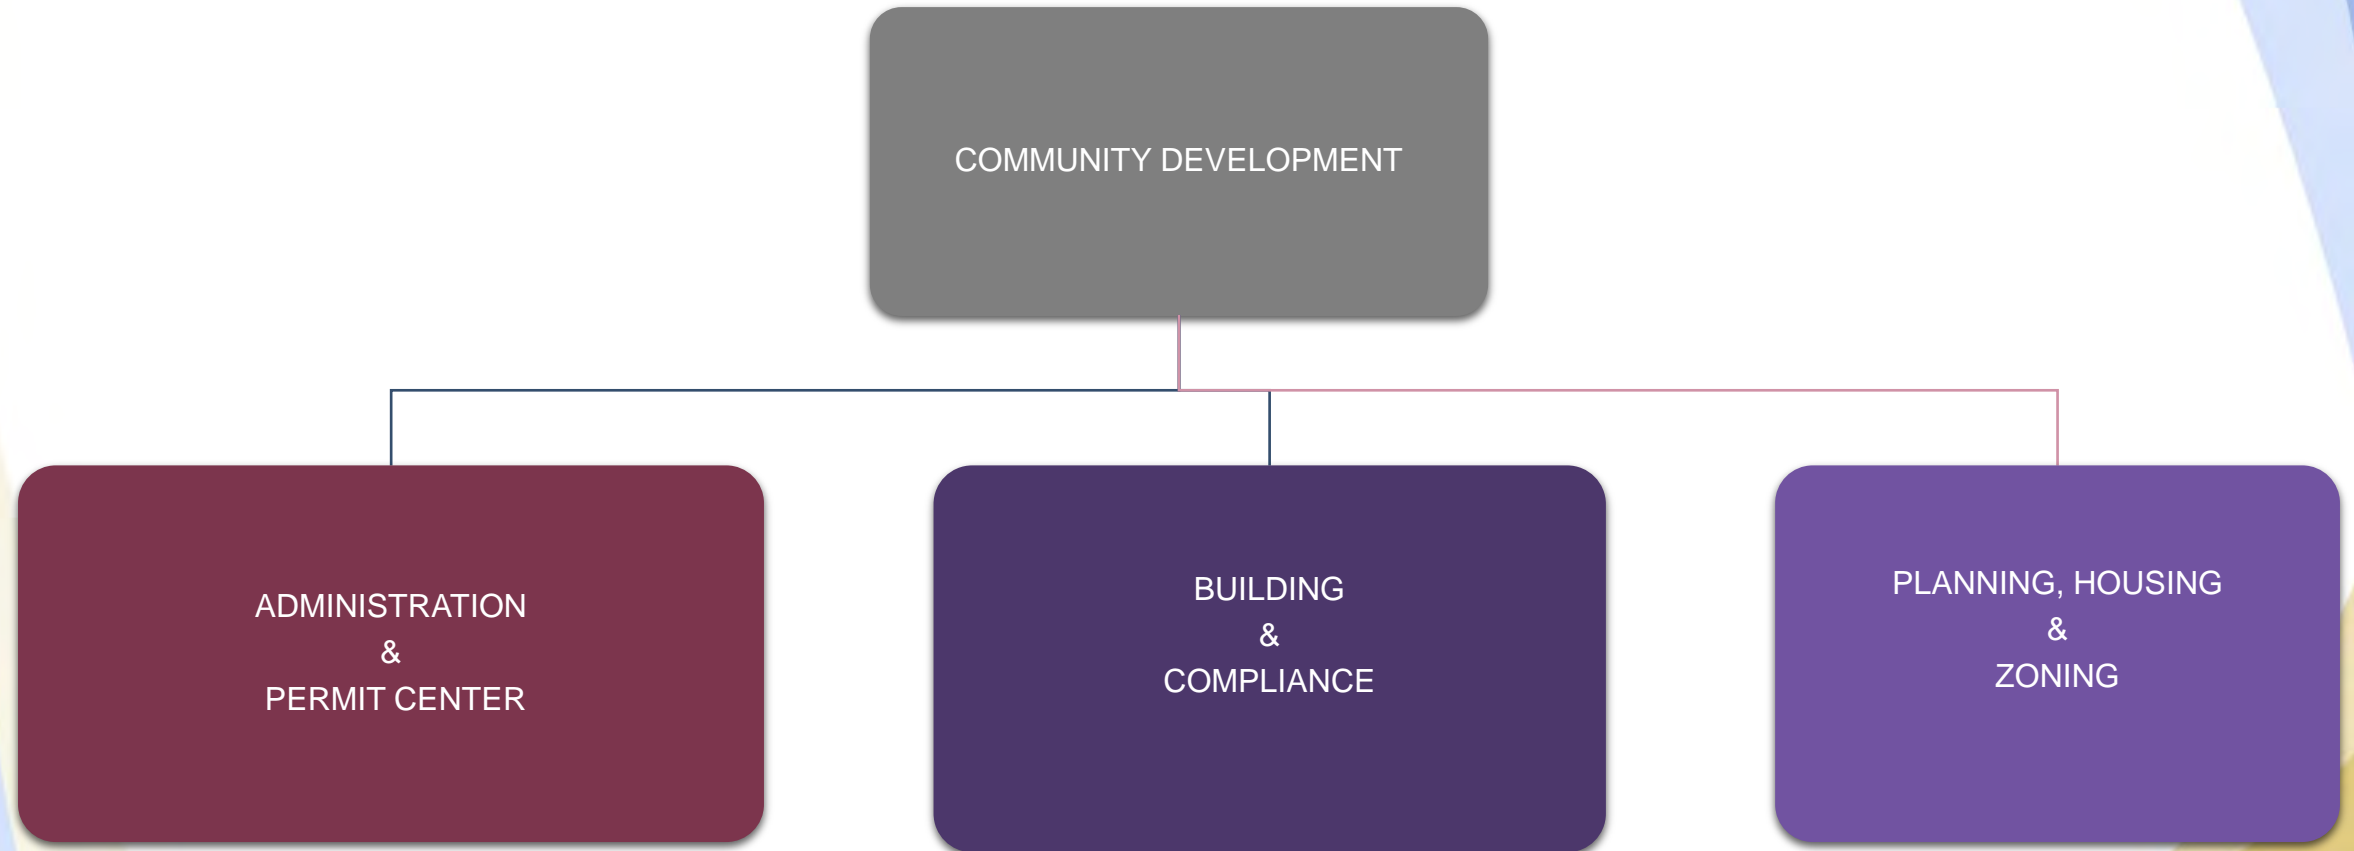 COMMUNITY DEVELOPMENT
ADMINISTRATION
&
PERMIT CENTER
BUILDING
&
COMPLIANCE
PLANNING, HOUSING
&
ZONING